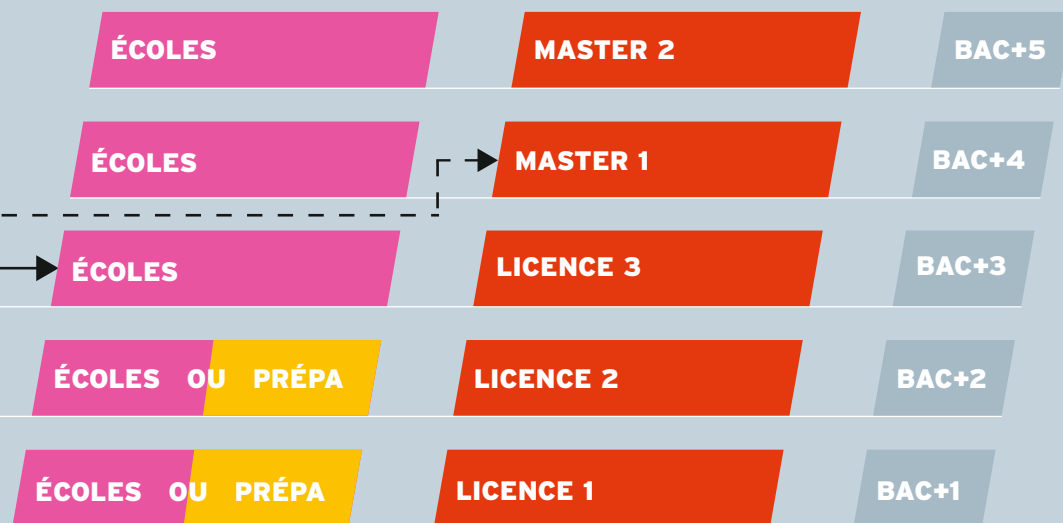 ÉCOLES MASTER 2 BAC+5
ÉCOLES MASTER 1 BAC+4
ÉCOLES LICENCE 3 BAC+3
ÉCOLES OU PRÉPA LICENCE 2 BAC+2
ÉCOLES OU PRÉPA LICENCE 1 BAC+1